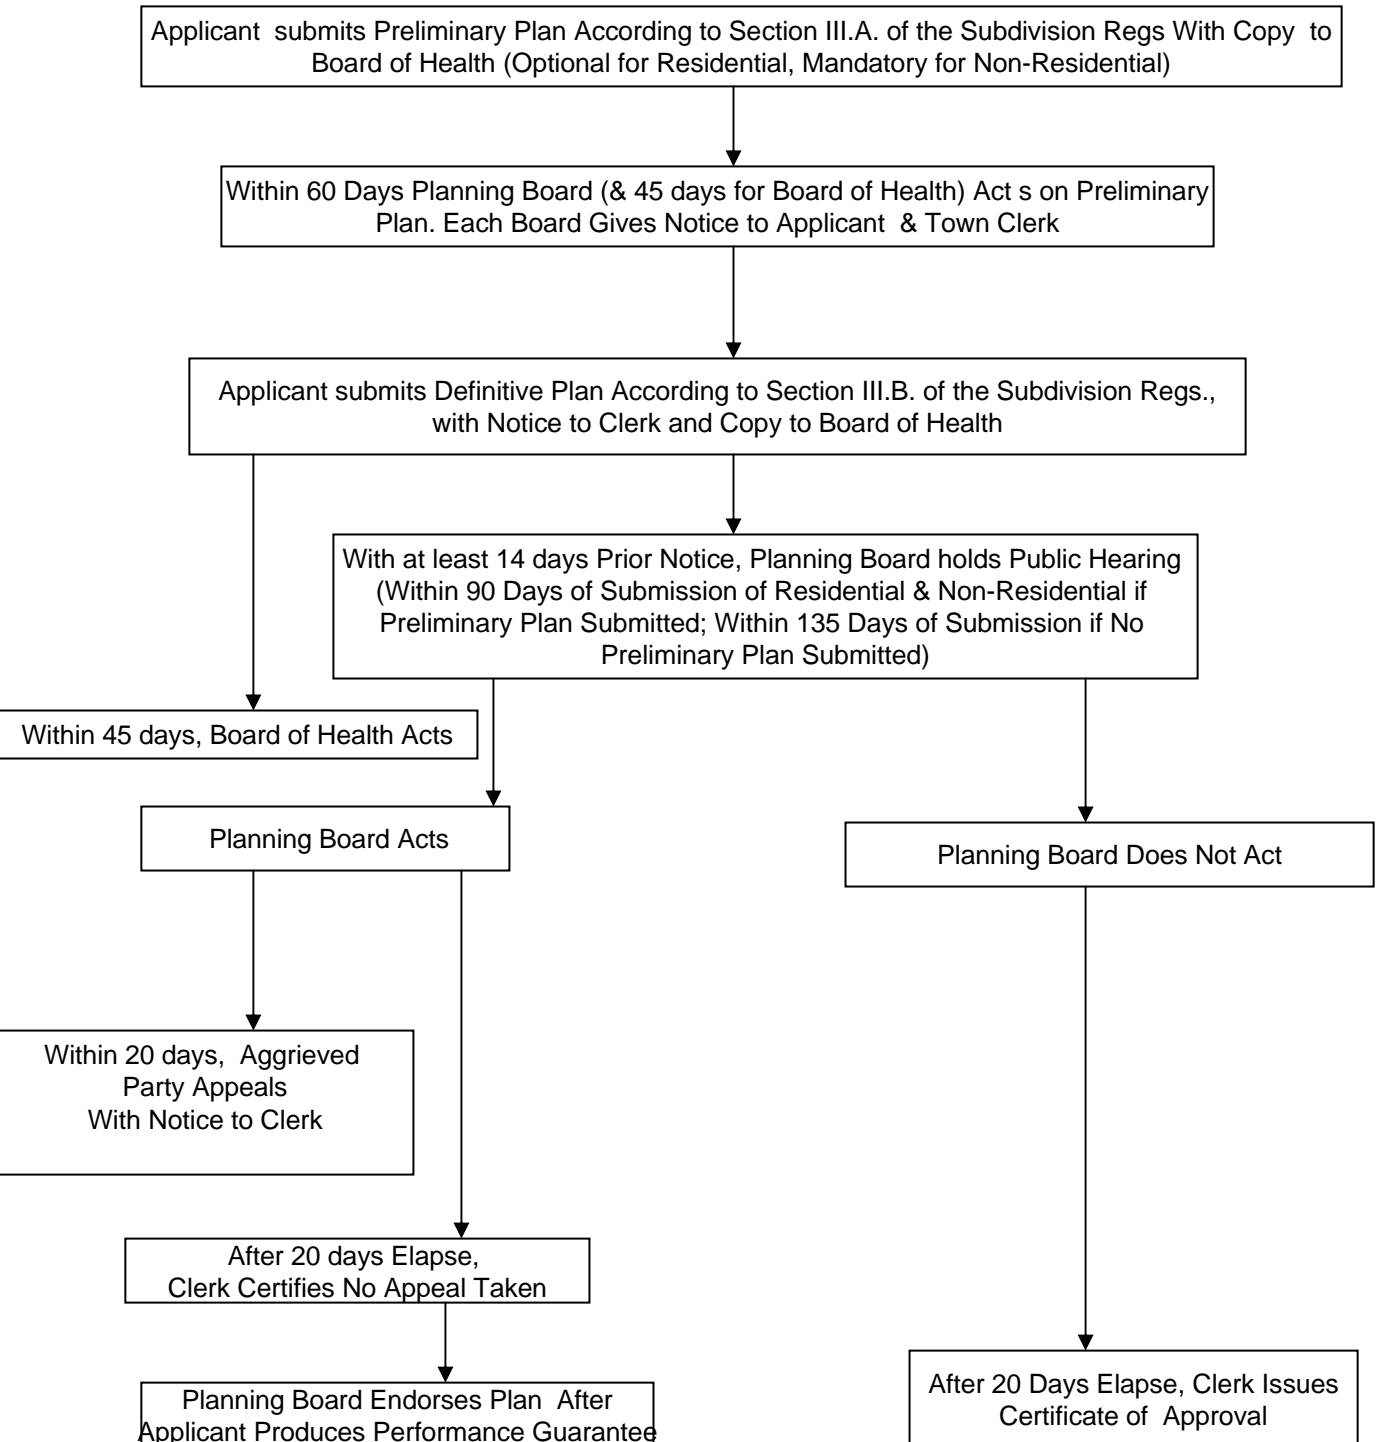 Applicant submits Preliminary Plan According to Section III.A. of the Subdivision Regs With Copy to
Board of Health (Optional for Residential, Mandatory for Non-Residential)
Within 60 Days Planning Board (& 45 days for Board of Health) Act s on Preliminary
Plan. Each Board Gives Notice to Applicant & Town Clerk
Applicant submits Definitive Plan According to Section III.B. of the Subdivision Regs.,
with Notice to Clerk and Copy to Board of Health
With at least 14 days Prior Notice, Planning Board holds Public Hearing
(Within 90 Days of Submission of Residential & Non-Residential if
Preliminary Plan Submitted; Within 135 Days of Submission if No
Preliminary Plan Submitted)
Within 45 days, Board of Health Acts
Planning Board Acts
Planning Board Does Not Act
Within 20 days, Aggrieved
Party Appeals
With Notice to Clerk
After 20 days Elapse,
Clerk Certifies No Appeal Taken
Planning Board Endorses Plan After
Applicant Produces Performance Guarantee
After 20 Days Elapse, Clerk Issues
Certificate of Approval